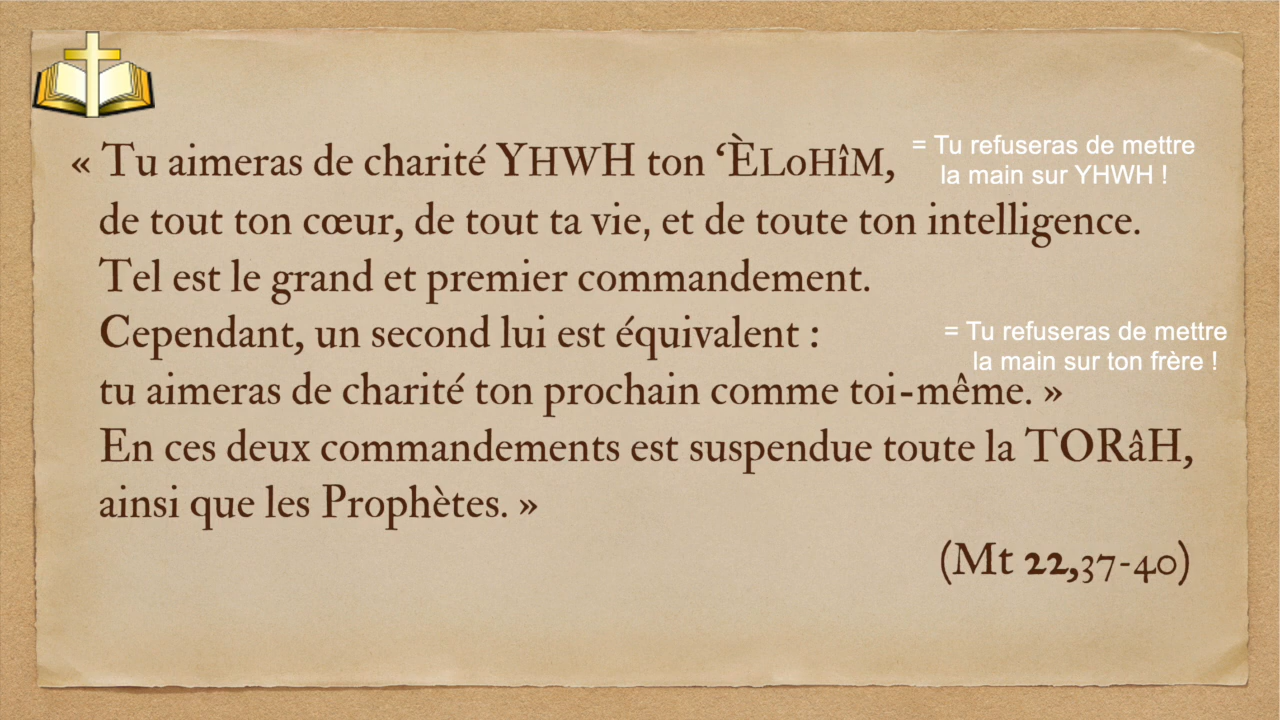 « Tu aimeras de charité YHWH ton ‘ÈLoHîM,
= Tu refuseras de mettre
la main sur YHWH !
de tout ton cœur, de tout ta vie, et de toute ton intelligence.
Tel est le grand et premier commandement.
Cependant, un second lui est équivalent :
= Tu refuseras de mettre
la main sur ton frère !
tu aimeras de charité ton prochain comme toi-même. »
En ces deux commandements est suspendue toute la TORâH,
ainsi que les Prophètes. »
(Mt 22,37-40)